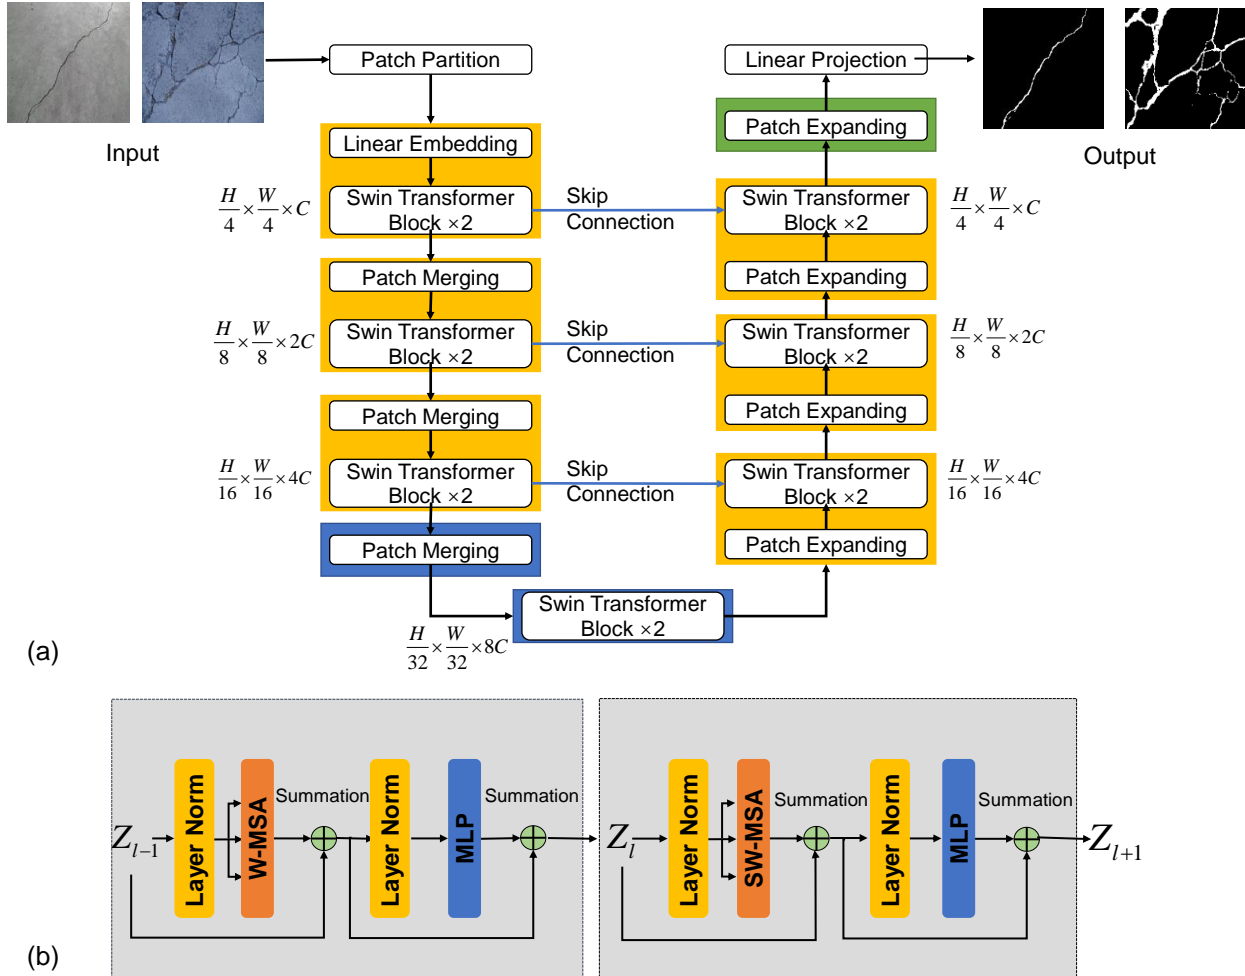 Patch Partition
Linear Projection
Patch Expanding
Input
Linear Embedding
Output
H/4 × W/4 × C
Swin Transformer
Block ×2
Skip
Connection
Swin Transformer
Block ×2
H/4 × W/4 × C
Patch Merging
Patch Expanding
H/8 × W/8 × 2C
Swin Transformer
Block ×2
Skip
Connection
Swin Transformer
Block ×2
H/8 × W/8 × 2C
Patch Merging
Patch Expanding
H/16 × W/16 × 4C
Swin Transformer
Block ×2
Skip
Connection
Swin Transformer
Block ×2
H/16 × W/16 × 4C
Patch Merging
Patch Expanding
H/32 × W/32 × 8C
Swin Transformer
Block ×2
(a)
Z_{l-1}
Layer Norm
W-MSA
Summation
Layer Norm
MLP
Summation
Z_l
Layer Norm
SW-MSA
Summation
Layer Norm
MLP
Summation
Z_{l+1}
(b)